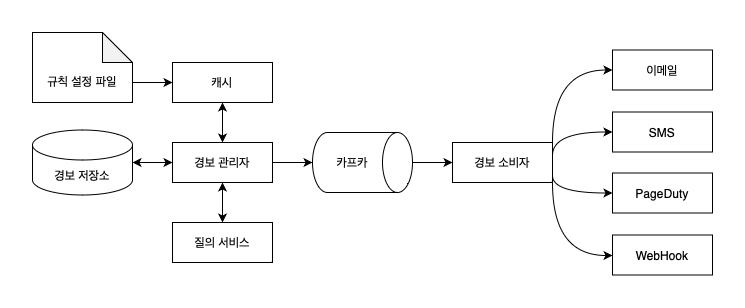 규칙 설정 파일
캐시
이메일
SMS
경보 저장소
경보 관리자
카프카
경보 소비자
PageDuty
질의 서비스
WebHook